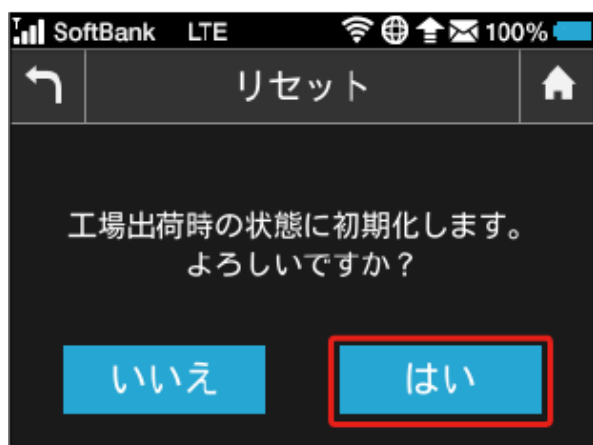 SoftBank LTE 100%
リセット
工場出荷時の状態に初期化します。
よろしいですか？
いいえ はい